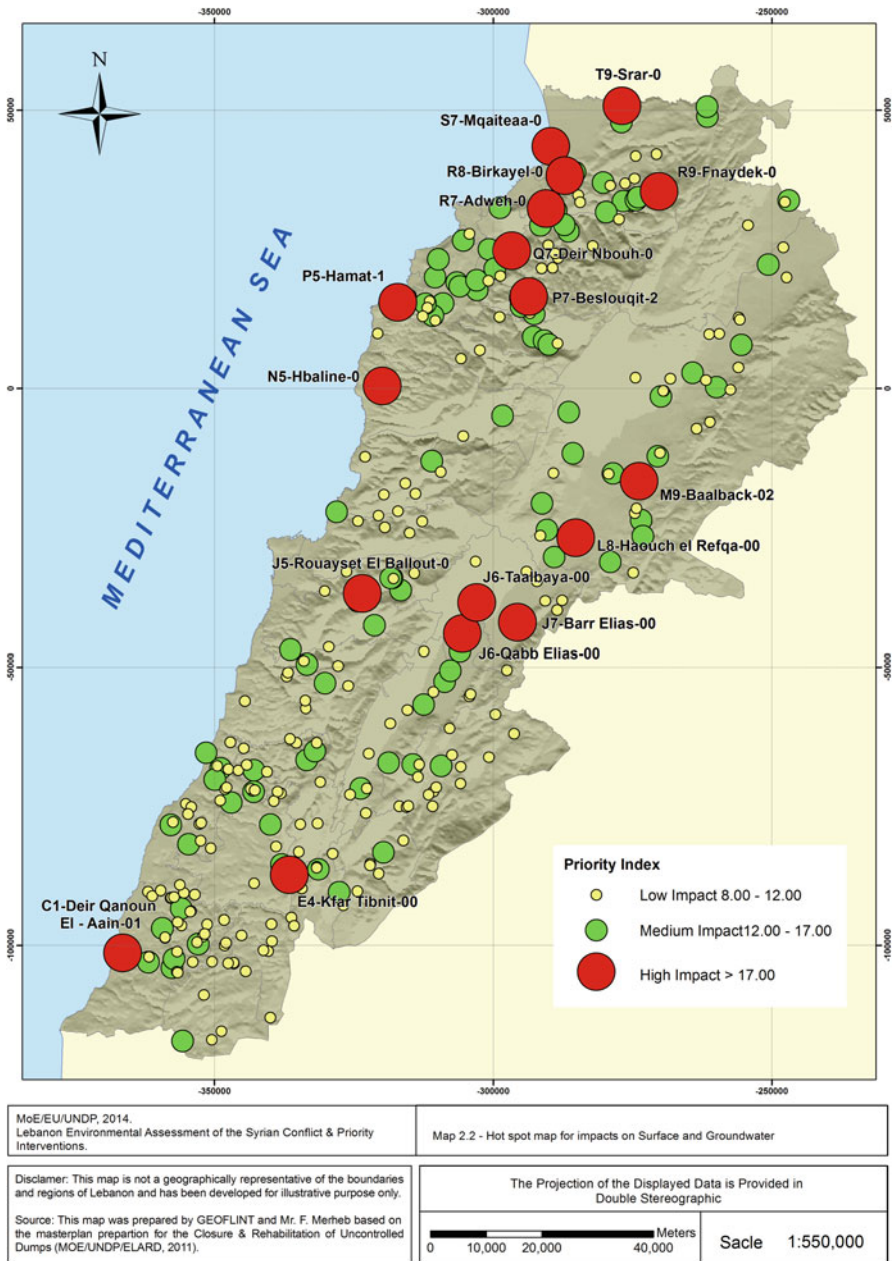 -350000
-300000
-250000
N
T9-Srar-0
50000
50000
S7-Mqaiteaa-0
R8-Birkayel-0
R9-Fnaydek-0
R7-Adweh-0
Q7-Deir Nbouh-0
P5-Hamat-1
P7-Beslouqit-2
MEDITERRANEAN SEA
N5-Hbaline-0
0
0
M9-Baalback-02
L8-Haouch el Refqa-00
J5-Rouayset El Ballout-0
J6-Taalbaya-00
J7-Barr Elias-00
J6-Qabb Elias-00
-50000
-50000
Priority Index
Low Impact 8.00 - 12.00
Medium Impact12.00 - 17.00
High Impact > 17.00
E4-Kfar Tibnit-00
C1-Deir Qanoun
El - Aain-01
-100000
-100000
-350000
-300000
-250000
MoE/EU/UNDP, 2014.
Lebanon Environmental Assessment of the Syrian Conflict & Priority
Interventions.
Map 2.2 - Hot spot map for impacts on Surface and Groundwater
Disclamer: This map is not a geographically representative of the boundaries
and regions of Lebanon and has been developed for illustrative purpose only.
Source: This map was prepared by GEOFLINT and Mr. F. Merheb based on
the masterplan prepartion for the Closure & Rehabilitation of Uncontrolled
Dumps (MOE/UNDP/ELARD, 2011).
The Projection of the Displayed Data is Provided in
Double Stereographic
Meters
0 10,000 20,000 40,000
Sacle 1:550,000